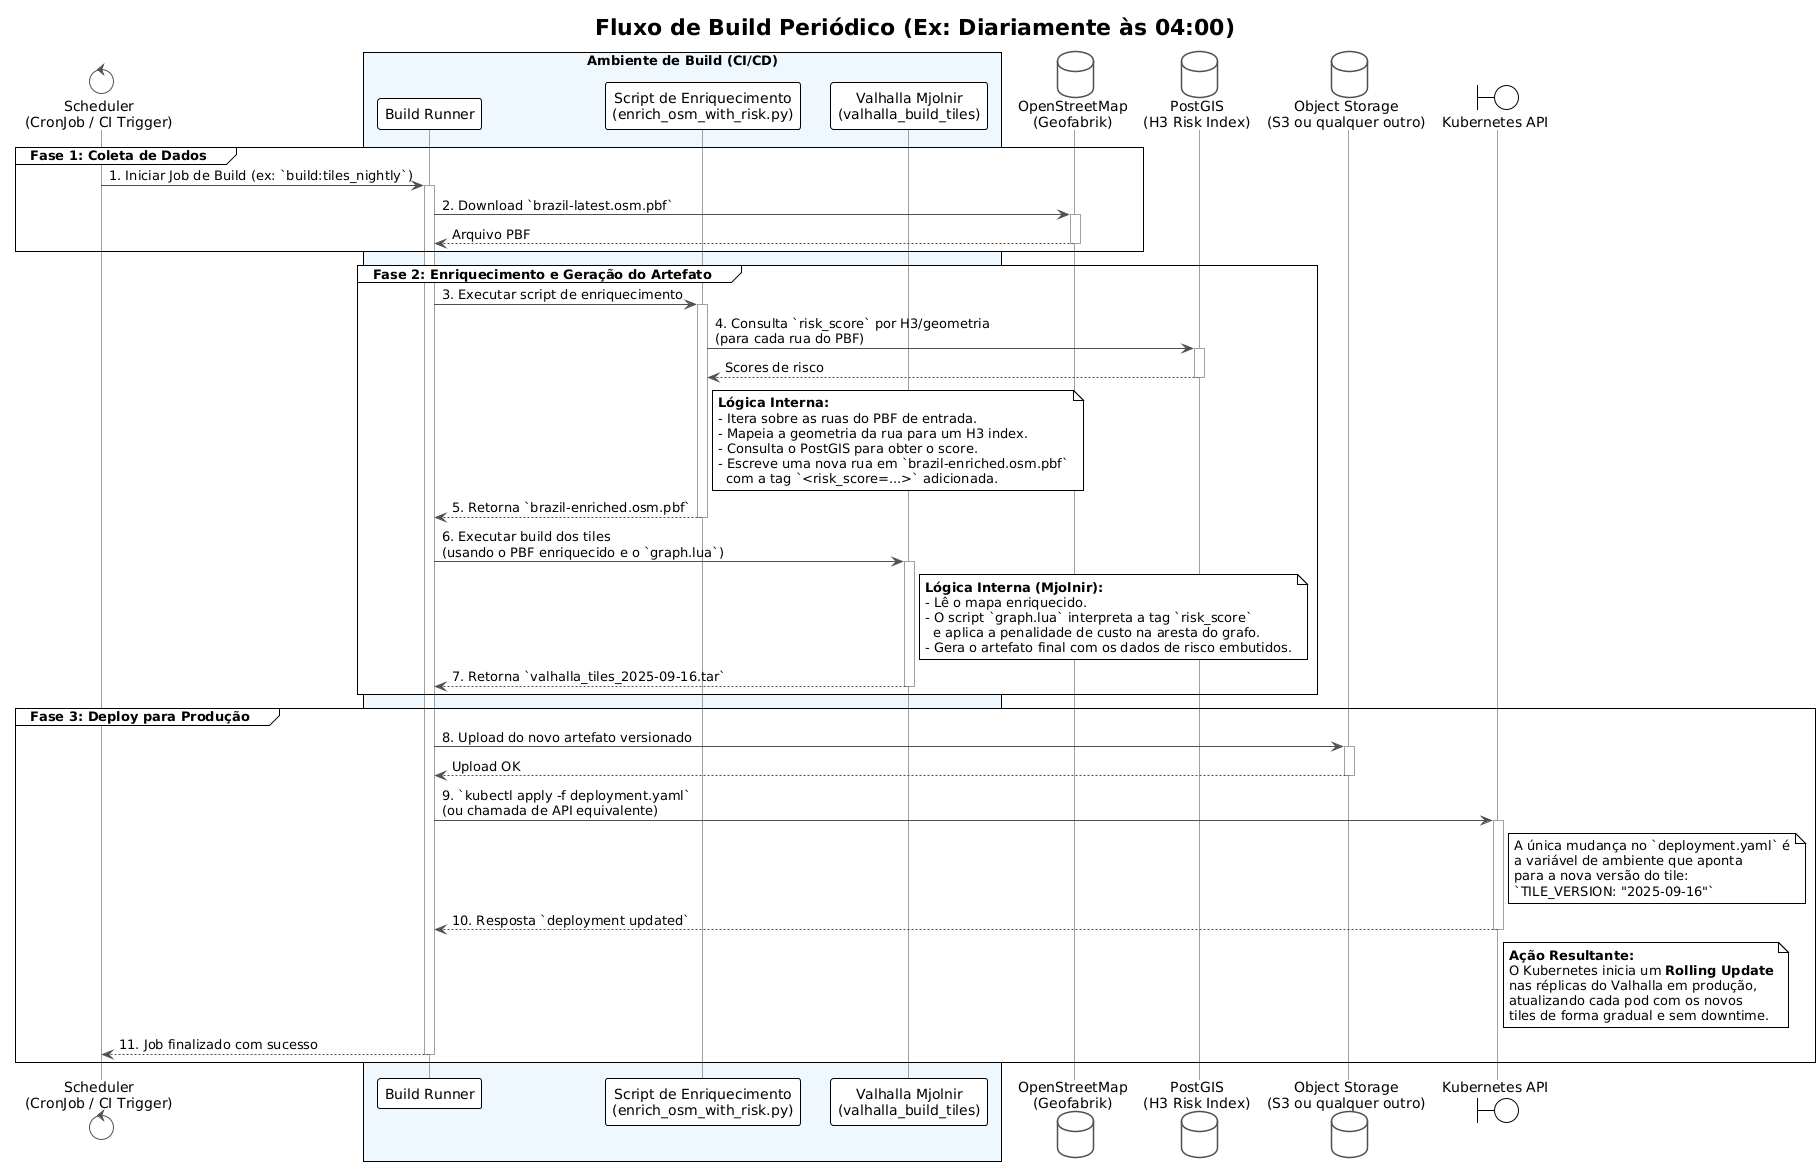 Fluxo de Build Periódico (Ex: Diariamente às 04:00)
Ambiente de Build (CI/CD)
Scheduler
(CronJob / CI Trigger)
Build Runner
Script de Enriquecimento
(enrich_osm_with_risk.py)
Valhalla Mjolnir
(valhalla_build_tiles)
OpenStreetMap
(Geofabrik)
PostGIS
(H3 Risk Index)
Object Storage
(S3 ou qualquer outro)
Kubernetes API
Fase 1: Coleta de Dados
1. Iniciar Job de Build (ex: `build:tiles_nightly`)
2. Download `brazil-latest.osm.pbf`
Arquivo PBF
Fase 2: Enriquecimento e Geração do Artefato
3. Executar script de enriquecimento
4. Consulta `risk_score` por H3/geometria
(para cada rua do PBF)
Scores de risco
Lógica Interna:
- Itera sobre as ruas do PBF de entrada.
- Mapeia a geometria da rua para um H3 index.
- Consulta o PostGIS para obter o score.
- Escreve uma nova rua em `brazil-enriched.osm.pbf`
com a tag `<risk_score=...>` adicionada.
5. Retorna `brazil-enriched.osm.pbf`
6. Executar build dos tiles
(usando o PBF enriquecido e o `graph.lua`)
Lógica Interna (Mjolnir):
- Lê o mapa enriquecido.
- O script `graph.lua` interpreta a tag `risk_score`
e aplica a penalidade de custo na aresta do grafo.
- Gera o artefato final com os dados de risco embutidos.
7. Retorna `valhalla_tiles_2025-09-16.tar`
Fase 3: Deploy para Produção
8. Upload do novo artefato versionado
Upload OK
9. `kubectl apply -f deployment.yaml`
(ou chamada de API equivalente)
A única mudança no `deployment.yaml` é
a variável de ambiente que aponta
para a nova versão do tile:
`TILE_VERSION: "2025-09-16"`
10. Resposta `deployment updated`
Ação Resultante:
O Kubernetes inicia um Rolling Update
nas réplicas do Valhalla em produção,
atualizando cada pod com os novos
tiles de forma gradual e sem downtime.
11. Job finalizado com sucesso
Scheduler
(CronJob / CI Trigger)
Build Runner
Script de Enriquecimento
(enrich_osm_with_risk.py)
Valhalla Mjolnir
(valhalla_build_tiles)
OpenStreetMap
(Geofabrik)
PostGIS
(H3 Risk Index)
Object Storage
(S3 ou qualquer outro)
Kubernetes API